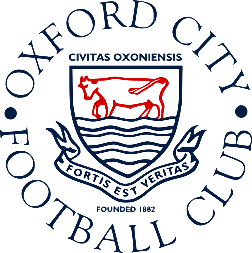 OXFORD CITY
CIVITAS OXONIENSIS
FORTIS EST VERITAS
FOUNDED 1882
FOOTBALL CLUB